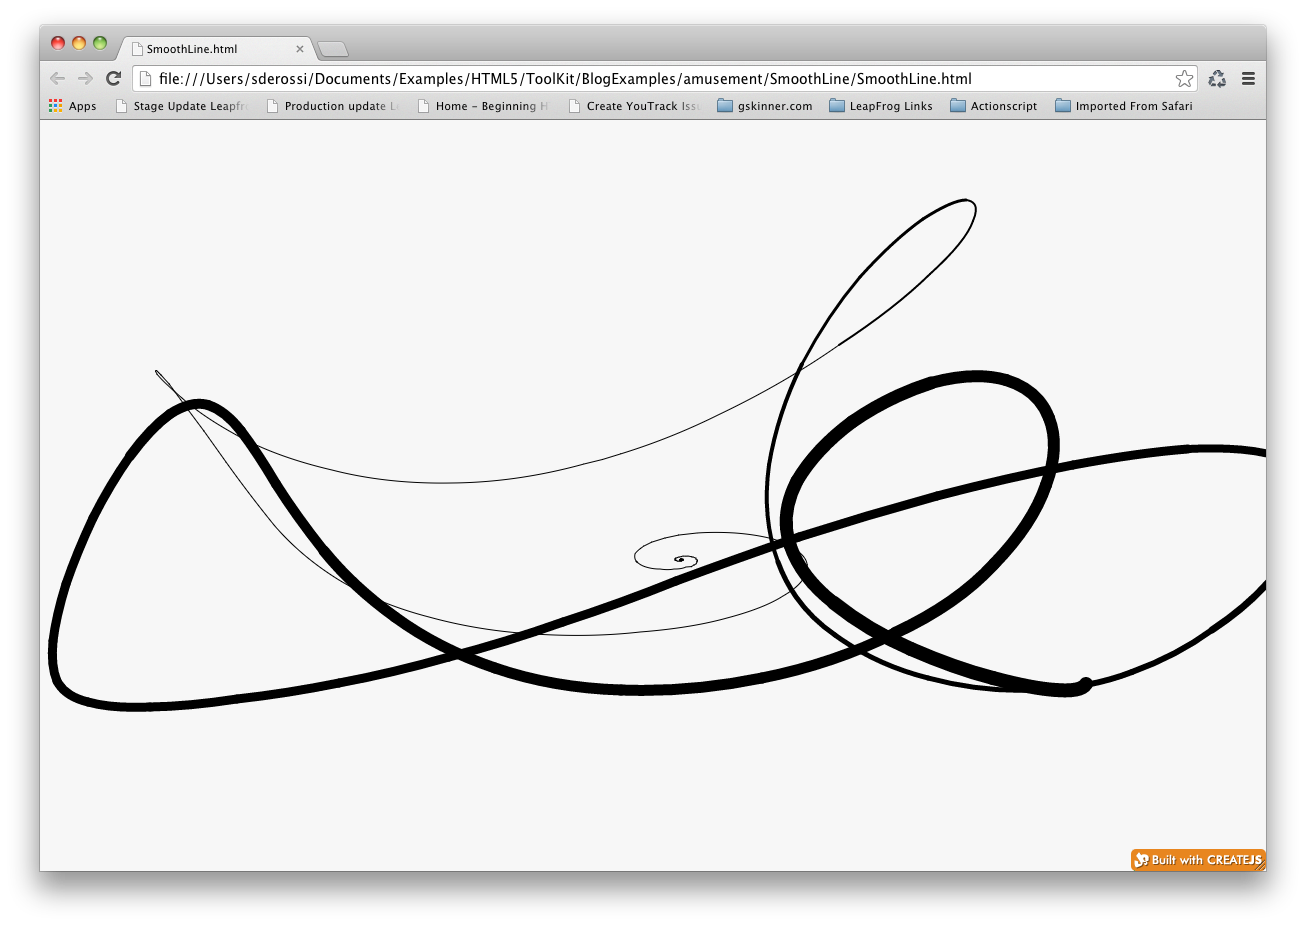 SmoothLine.html
file:///Users/sderossi/Documents/Examples/HTML5/ToolKit/BlogExamples/amusement/SmoothLine/SmoothLine.html
Apps Stage Update Leapfro Production update Home - Beginning H Create YouTrack Issu gskinner.com LeapFrog Links Actionscript Imported From Safari
Built with CREATEJS